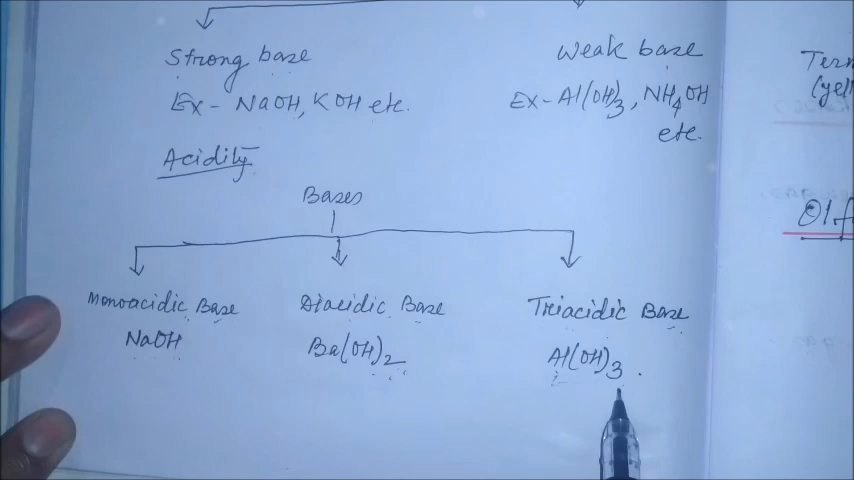 Strong base
Weak base
Ex- NaOH, KOH etc.
Ex- Al(OH)3, NH4OH
etc.
Acidity
Bases
Monoacidic Base
Diacidic Base
Triacidic Base
NaOH
Ba(OH)2
Al(OH)3